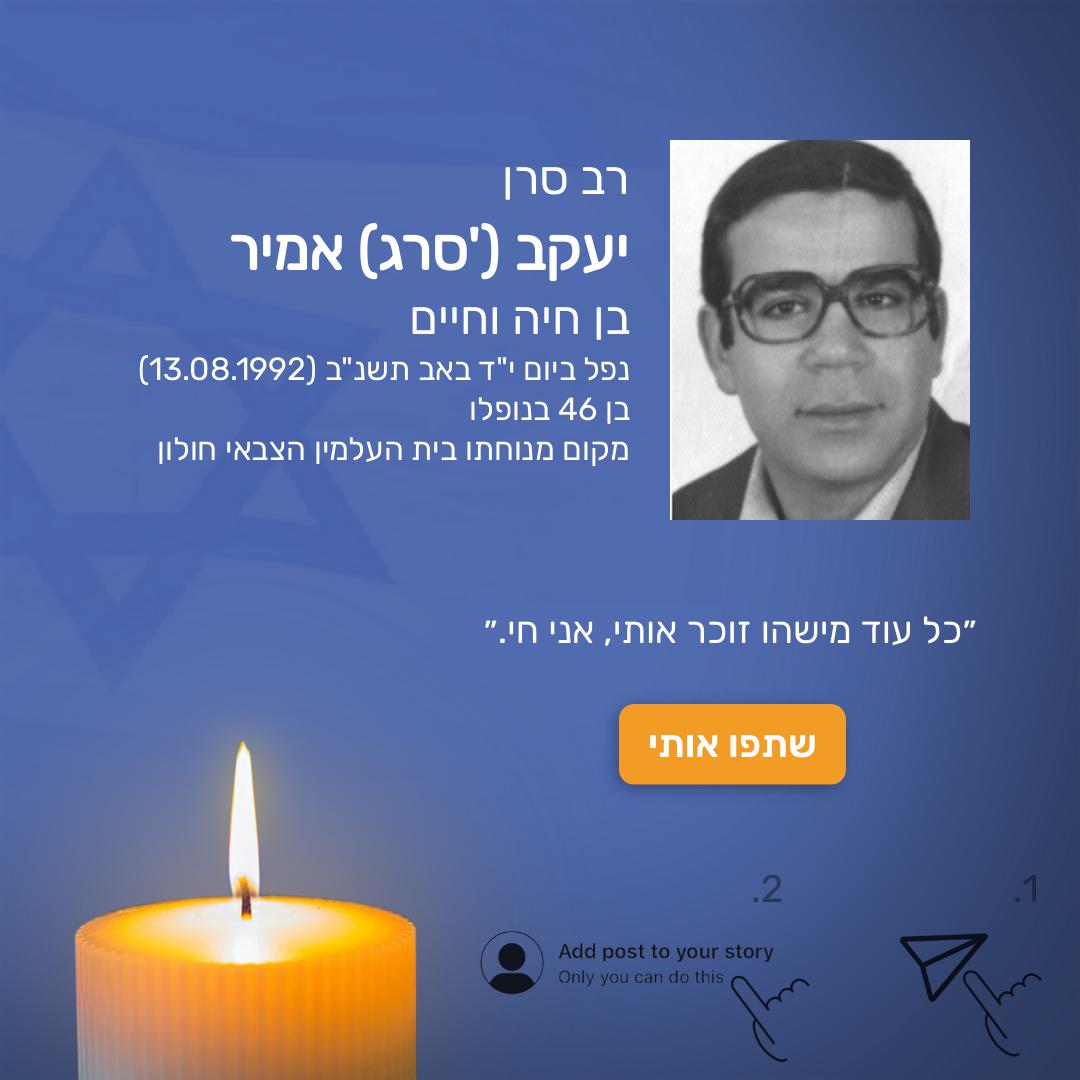 רב סרן
יעקב ('סרג) אמיר
בן חיה וחיים
נפל ביום י"ד באב תשנ"ב (13.08.1992)
בן 46 בנופלו
מקום מנוחתו בית העלמין הצבאי חולון
״כל עוד מישהו זוכר אותי, אני חי.״
שתפו אותי
.1
.2
Add post to your story
Only you can do this